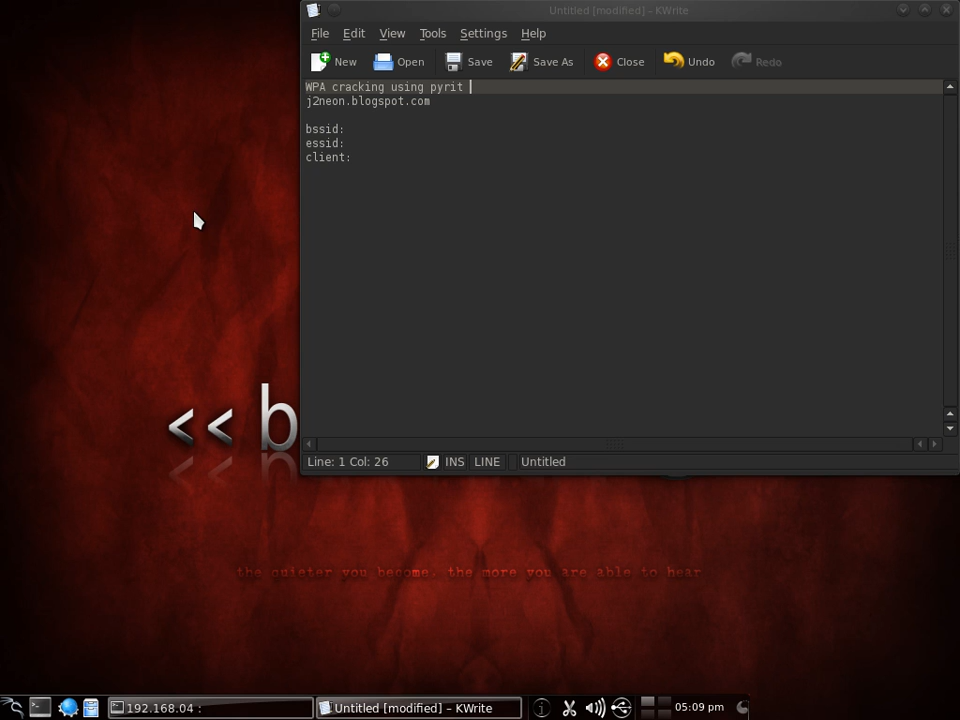 Untitled [modified] – KWrite
File Edit View Tools Settings Help
New Open Save Save As Close Undo Redo
WPA cracking using pyrit
j2neon.blogspot.com
bssid:
essid:
client:
Line: 1 Col: 26 INS LINE Untitled
<< b
the quieter you become, the more you are able to hear
192.168.04 : Untitled [modified] – KWrite 05:09 pm